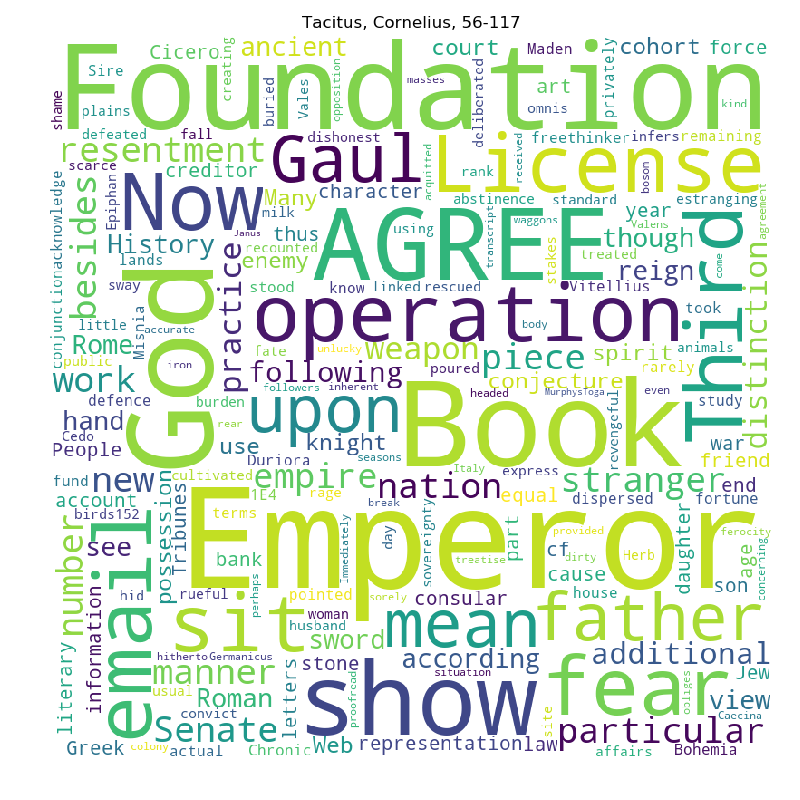 Tacitus, Cornelius, 56-117
Foundation
Cicero
ancient
court
Maden
cohort
force
Sire
creating
buried
Vales
opposition
masses
deliberated
art
omnis
privately
kind
shame
plains
defeated
fall
dishonest
freethinker
infers
remaining
resentment
Gaul
License
scarce
creditor
acquitted
rank
received
boson
Now
Many
character
abstinence
standard
estranging
Epiphan
milk
Janus
AGREE
transcript
waggons
Valens
year
agreement
besides
History
thus
using
stakes
though
Third
conjunctionacknowledge
lands
recounted
enemy
treated
come
God
practice
stood
know
linked
rescued
Vitellius
reign
distinction
sway
Misnia
operation
took
little
accurate
body
Rome
fate
unlucky
weapon
piece
spirit
animals
public
iron
following
poured
conjecture
rarely
work
followers
inherent
headed
MurphysToga
even
study
defence
burden
upon
Book
revengeful
hand
near
war
People
Cedo
use
knight
friend
Duriora
seasons
Italy
express
new
fund
cultivated
empire
nation
stranger
end
possession
1E4
rage
break
equal
dispersed
fortune
account
terms
birds152
Tribunes
Emperor
email
number
see
bank
immediately
day
sovereignty
treatise
part
provided
dirty
cf
cause
Herb
daughter
ferocity
age
concerning
hid
rueful
perhaps
pointed
sorely
house
son
information
sit
woman
consular
husband
mean
father
hithertoGermanicus
sword
literary
manner
stone
according
situation
additional
usual
Roman
letters
show
fear
obliges
Jew
convict
proofread
view
Caecina
Senate
site
particular
Greek
colony
actual
Chronic
Web
representation
law
affairs
Bohemia